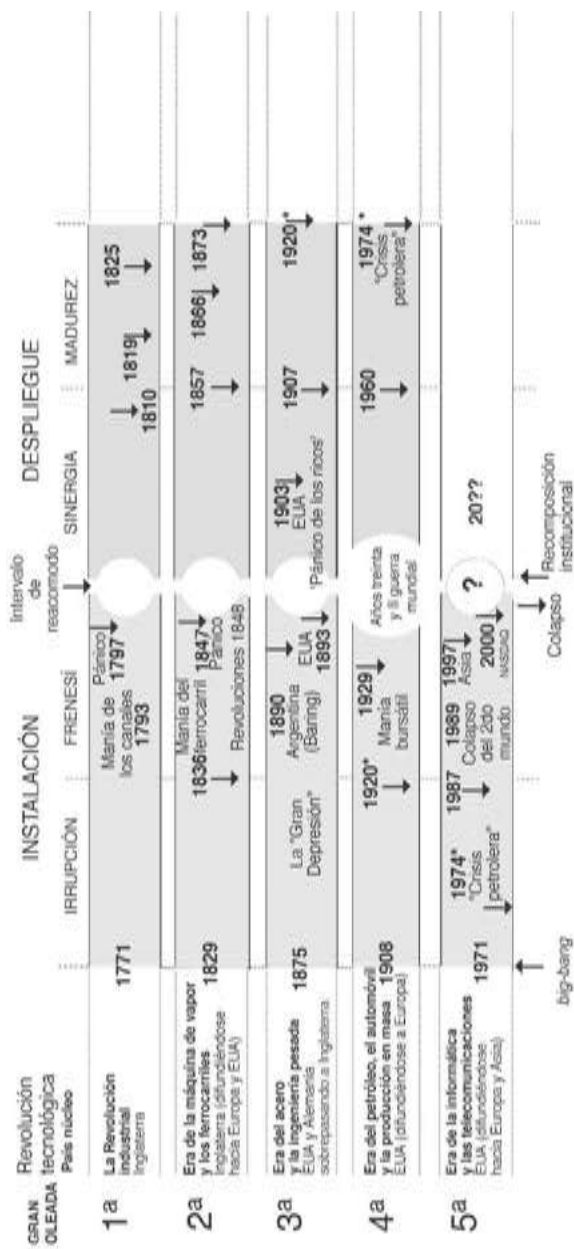 INSTALACIÓN
Intervalo
de
reacomodo
DESPLIEGUE
GRAN
OLEADA
Revolución
tecnológica
País núcleo
IRRUPCIÓN
FRENESÍ
SINERGIA
MADUREZ
1ª
La Revolución
industrial
Inglaterra
1771
Manía de
los canales
1793
Pánico
1797
1810
1819
1825
2ª
Era de la máquina de vapor
y los ferrocarriles
Inglaterra (difundiéndose
hacia Europa y EUA)
1829
1836
Manía del
ferrocarril
1847
Pánico
Revoluciones 1848
1857
1866
1873
3ª
Era del acero
y la ingeniería pesada
EUA y Alemania
sobrepasando a Inglaterra
1875
La "Gran
Depresión"
1890
Argentina
(Baring)
EUA
1893
1903
EUA
'Pánico de los ricos'
1907
1920*
4ª
Era del petróleo, el automóvil
y la producción en masa
EUA (difundiéndose a Europa)
1908
1920*
1929
Manía
bursátil
Años treinta
y II guerra
mundial
1960
1974*
"Crisis
petrolera"
5ª
Era de la informática
y las telecomunicaciones
EUA (difundiéndose
hacia Europa y Asia)
1971
1974*
"Crisis
petrolera"
1987
1989
Colapso
del 2do
mundo
1997
Asia
2000
NASDAQ
?
20??
big-bang
Colapso
Recomposición
institucional